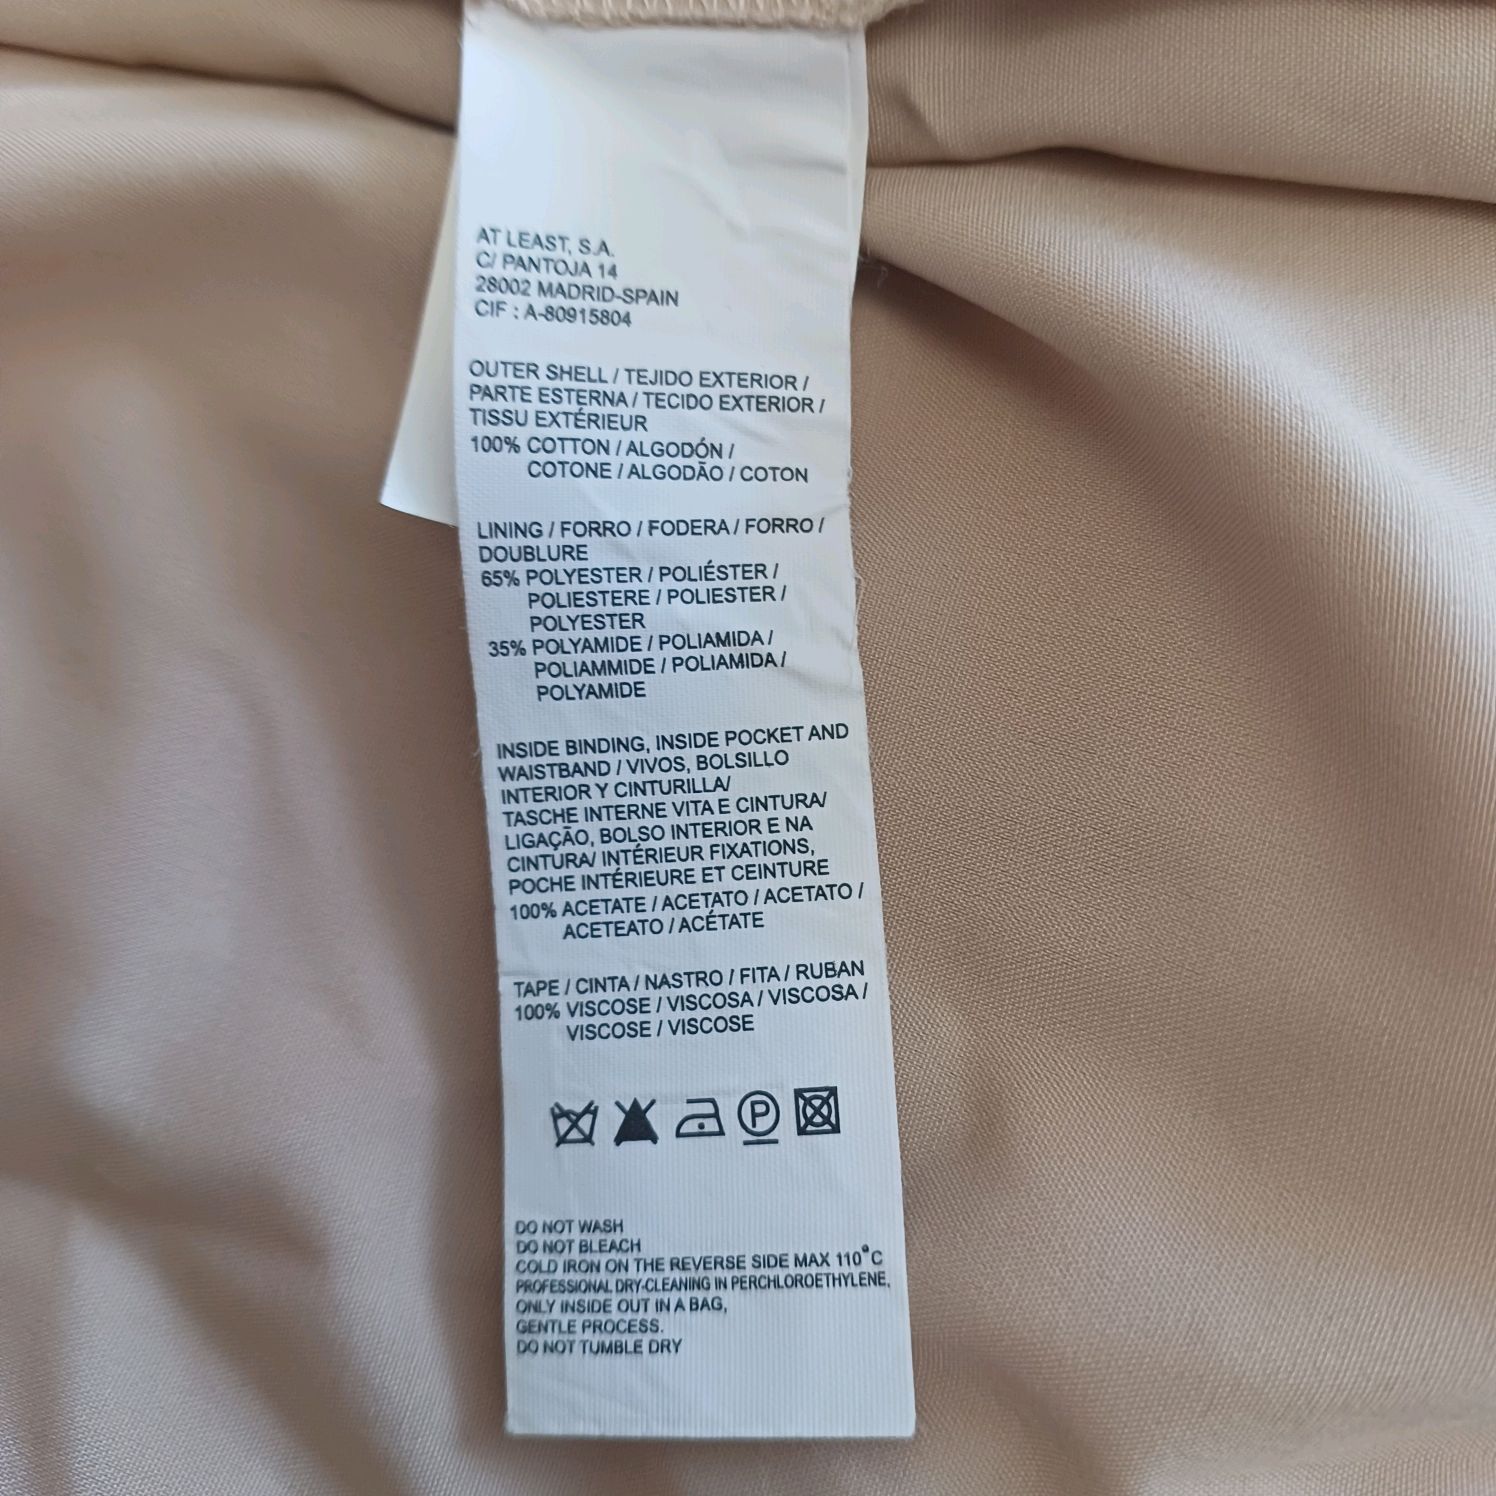 AT LEAST, S.A.
C/ PANTOJA 14
28002 MADRID-SPAIN
CIF : A-80915804
OUTER SHELL / TEJIDO EXTERIOR /
PARTE ESTERNA / TECIDO EXTERIOR /
TISSU EXTÉRIEUR
100% COTTON / ALGODÓN /
COTONE / ALGODÃO / COTON
LINING / FORRO / FODERA / FORRO /
DOUBLURE
65% POLYESTER / POLIÉSTER /
POLIESTERE / POLIESTER /
POLYESTER
35% POLYAMIDE / POLIAMIDA /
POLIAMMIDE / POLIAMIDA /
POLYAMIDE
INSIDE BINDING, INSIDE POCKET AND
WAISTBAND / VIVOS, BOLSILLO
INTERIOR Y CINTURILLA/
TASCHE INTERNE VITA E CINTURA/
LIGAÇÃO, BOLSO INTERIOR E NA
CINTURA/ INTÉRIEUR FIXATIONS,
POCHE INTÉRIEURE ET CEINTURE
100% ACETATE / ACETATO / ACETATO /
ACETEATO / ACÉTATE
TAPE / CINTA / NASTRO / FITA / RUBAN
100% VISCOSE / VISCOSA / VISCOSA /
VISCOSE / VISCOSE
P
DO NOT WASH
DO NOT BLEACH
COLD IRON ON THE REVERSE SIDE MAX 110°C
PROFESSIONAL DRY-CLEANING IN PERCHLOROETHYLENE,
ONLY INSIDE OUT IN A BAG,
GENTLE PROCESS.
DO NOT TUMBLE DRY